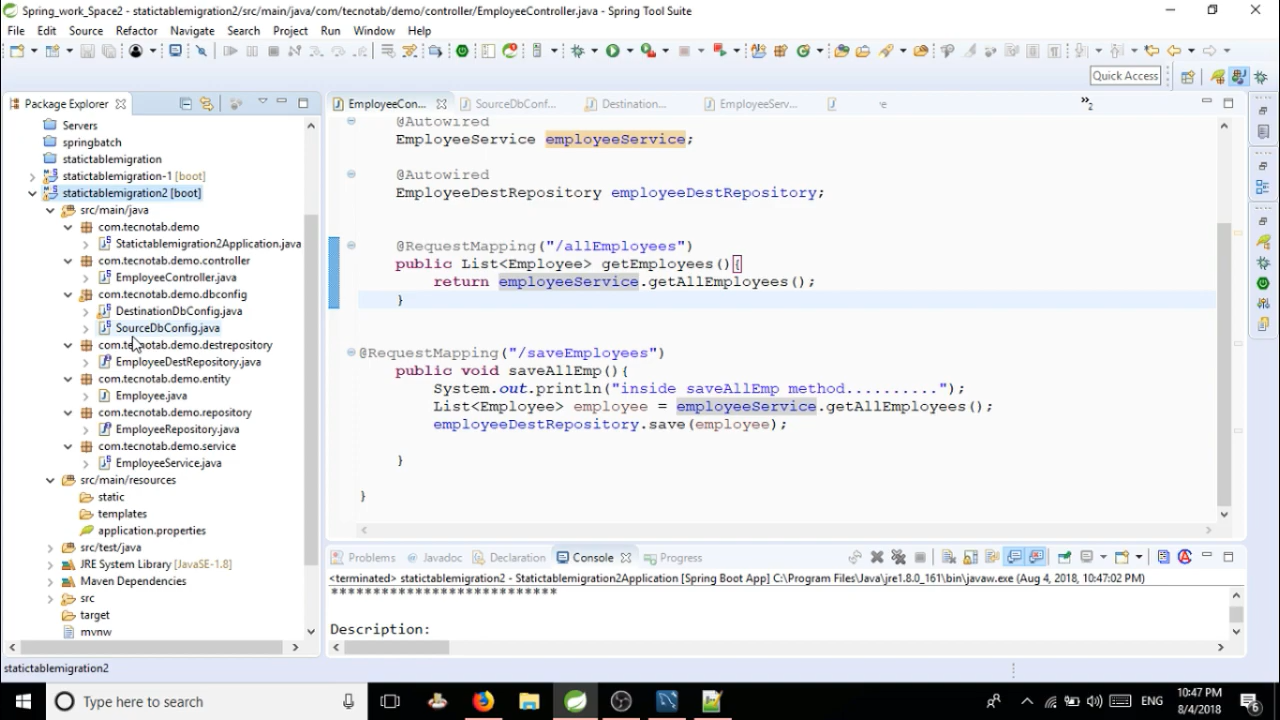 Spring_work_Space2 - statictablemigration2/src/main/java/com/tecnotab/demo/controller/EmployeeController.java - Spring Tool Suite
File Edit Source Refactor Navigate Search Project Run Window Help
Quick Access
Package Explorer
EmployeeCon... SourceDbConf... Destination... EmployeeServ... e »2
Servers
springbatch
statictablemigration
statictablemigration-1 [boot]
statictablemigration2 [boot]
src/main/java
com.tecnotab.demo
Statictablemigration2Application.java
com.tecnotab.demo.controller
EmployeeController.java
com.tecnotab.demo.dbconfig
DestinationDbConfig.java
SourceDbConfig.java
com.tecnotab.demo.destrepository
EmployeeDestRepository.java
com.tecnotab.demo.entity
Employee.java
com.tecnotab.demo.repository
EmployeeRepository.java
com.tecnotab.demo.service
EmployeeService.java
src/main/resources
static
templates
application.properties
src/test/java
JRE System Library [JavaSE-1.8]
Maven Dependencies
src
target
mvnw
@Autowired
EmployeeService employeeService;
@Autowired
EmployeeDestRepository employeeDestRepository;
@RequestMapping("/allEmployees")
public List<Employee> getEmployees(){
return employeeService.getAllEmployees();
}
@RequestMapping("/saveEmployees")
public void saveAllEmp(){
System.out.println("inside saveAllEmp method..........");
List<Employee> employee = employeeService.getAllEmployees();
employeeDestRepository.save(employee);
}
}
Problems Javadoc Declaration Console Progress
<terminated> statictablemigration2 - Statictablemigration2Application [Spring Boot App] C:\Program Files\Java\jre1.8.0_161\bin\javaw.exe (Aug 4, 2018, 10:47:02 PM)
***************************
Description:
statictablemigration2
Type here to search
ENG
10:47 PM
8/4/2018
6